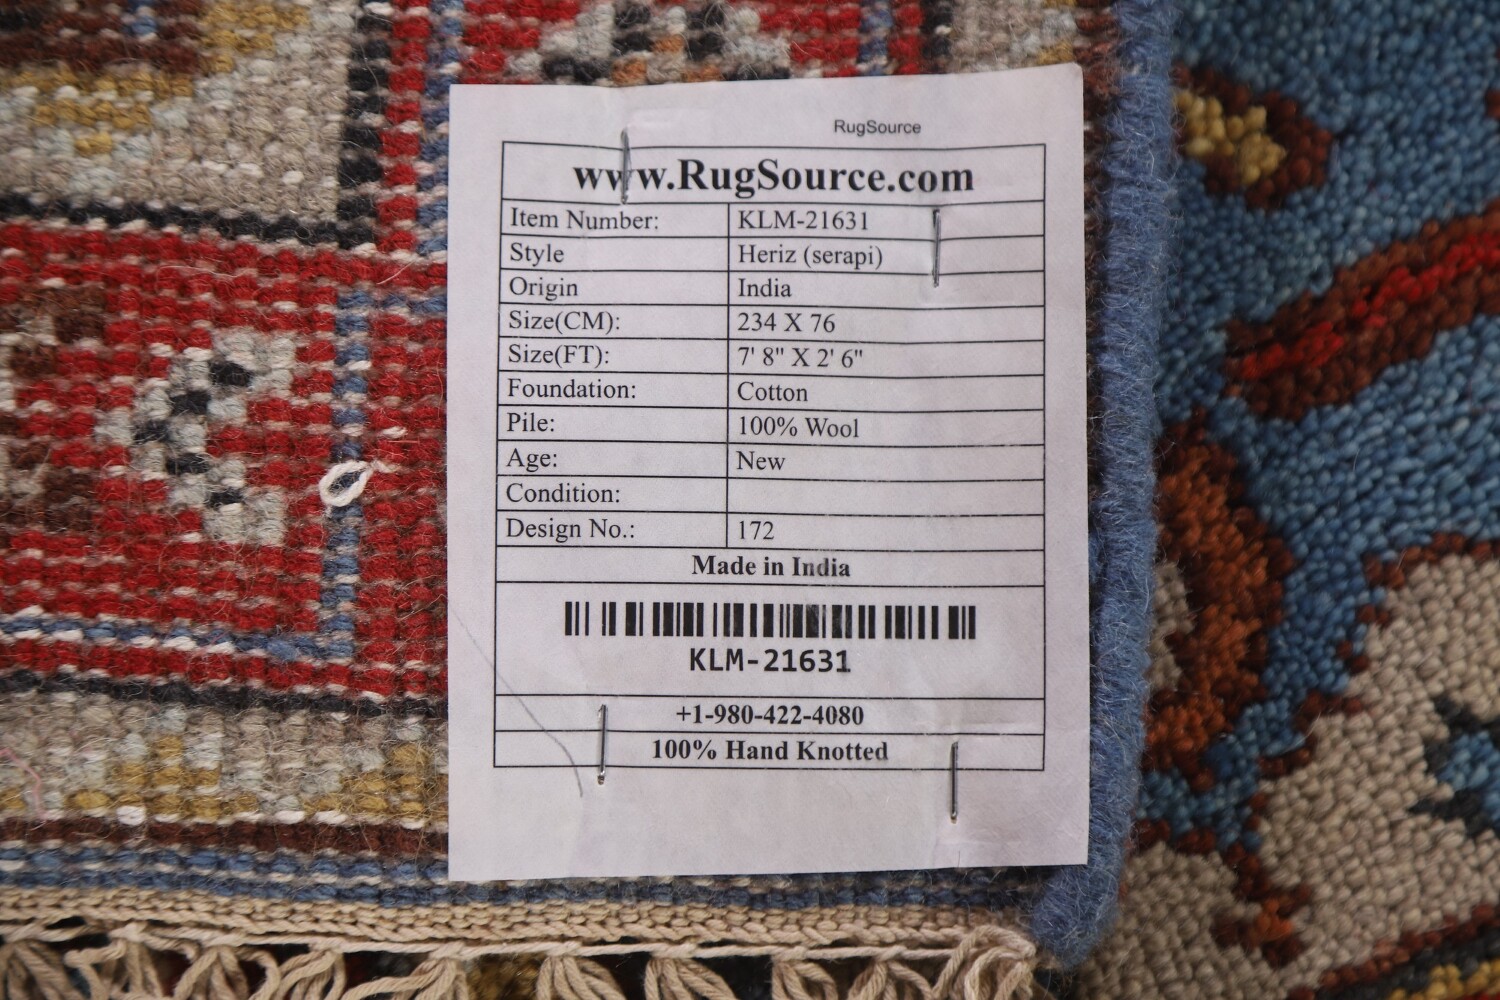 RugSource
www.RugSource.com
Item Number: KLM-21631
Style Heriz (serapi)
Origin India
Size(CM): 234 X 76
Size(FT): 7' 8" X 2' 6"
Foundation: Cotton
Pile: 100% Wool
Age: New
Condition:
Design No.: 172
Made in India
KLM-21631
+1-980-422-4080
100% Hand Knotted